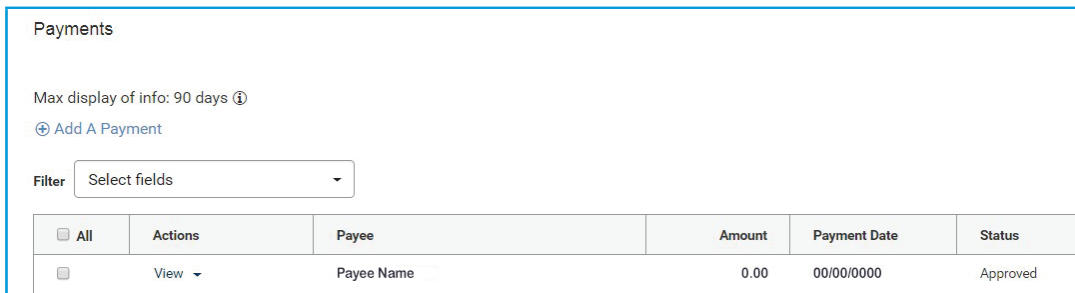 Payments
Max display of info: 90 days
Add A Payment
Filter Select fields
All Actions Payee Amount Payment Date Status
View Payee Name 0.00 00/00/0000 Approved